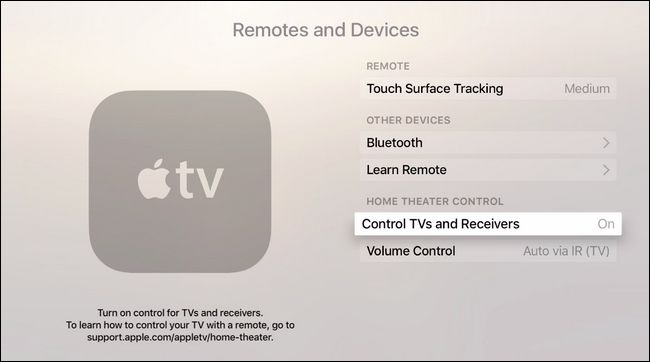 Remotes and Devices
tv
Turn on control for TVs and receivers.
To learn how to control your TV with a remote, go to
support.apple.com/appletv/home-theater.
REMOTE
Touch Surface Tracking Medium
OTHER DEVICES
Bluetooth
Learn Remote
HOME THEATER CONTROL
Control TVs and Receivers On
Volume Control Auto via IR (TV)